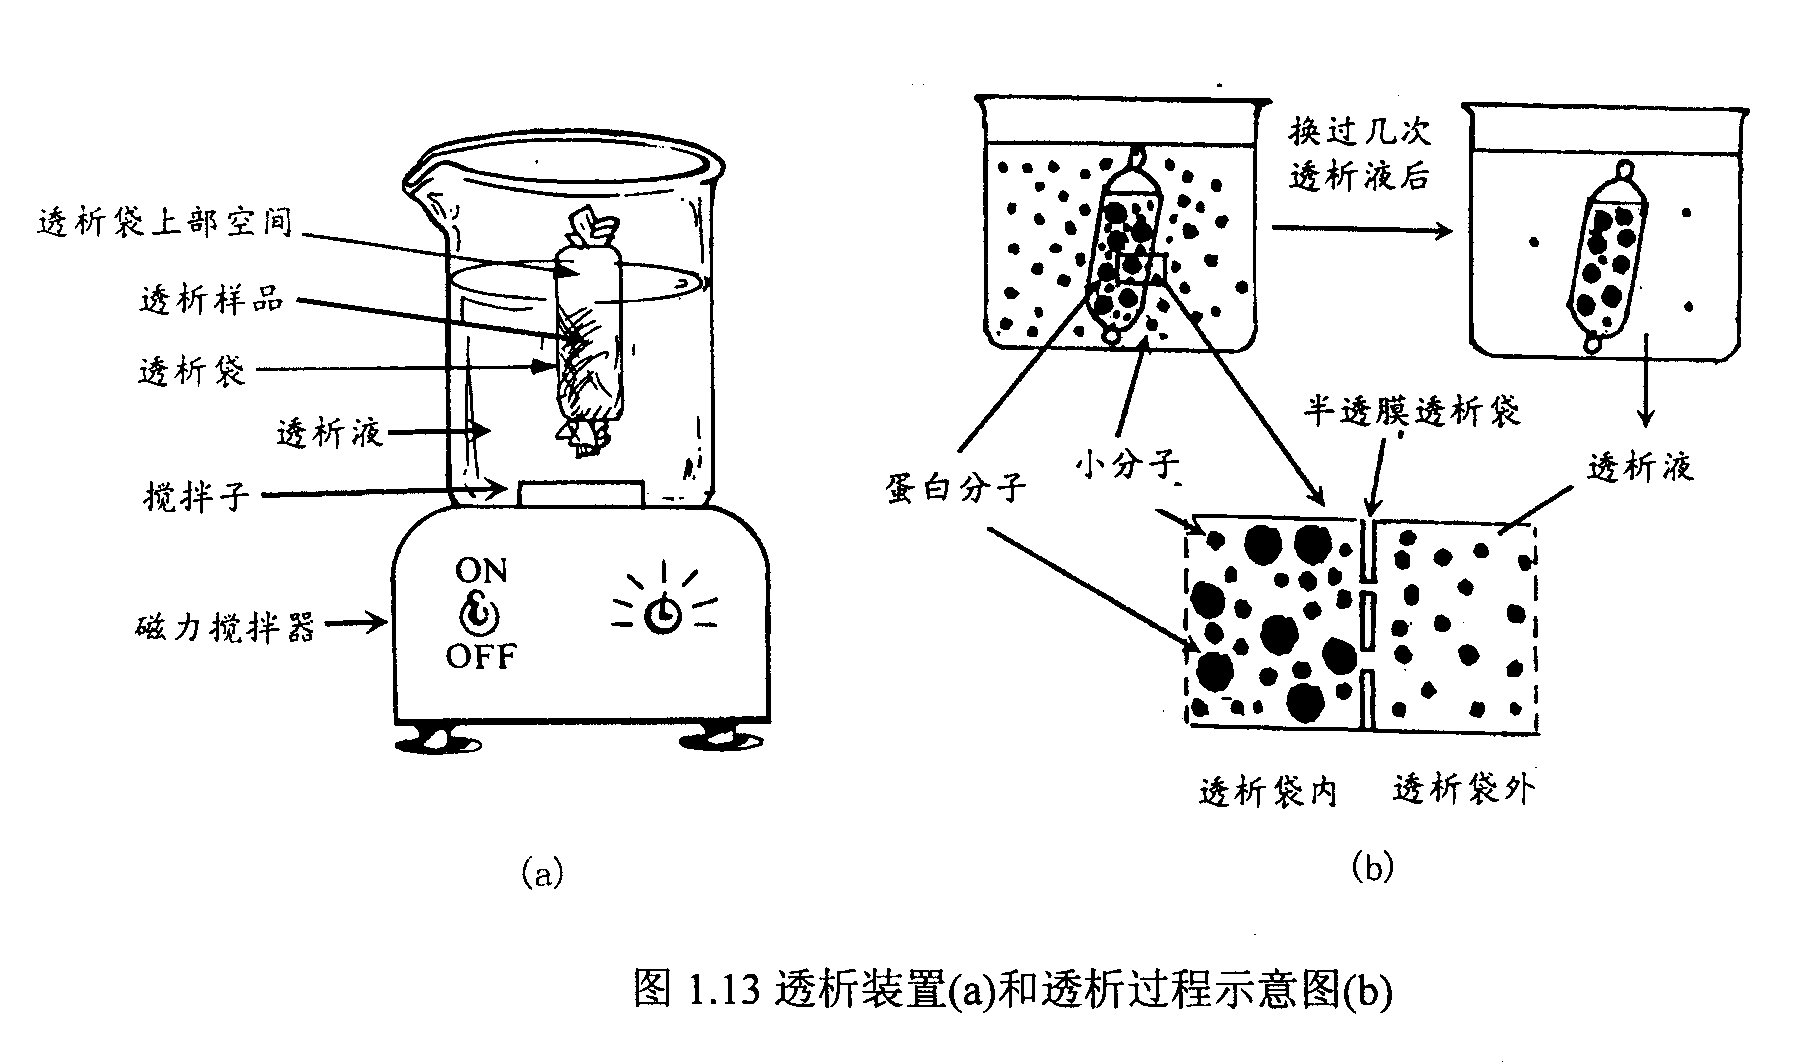 透析袋上部空间
透析样品
透析袋
透析液
搅拌子
磁力搅拌器
ON
OFF
(a)
换过几次
透析液后
半透膜透析袋
蛋白分子
小分子
透析液
透析袋内
透析袋外
(b)
图 1.13 透析装置(a)和透析过程示意图(b)